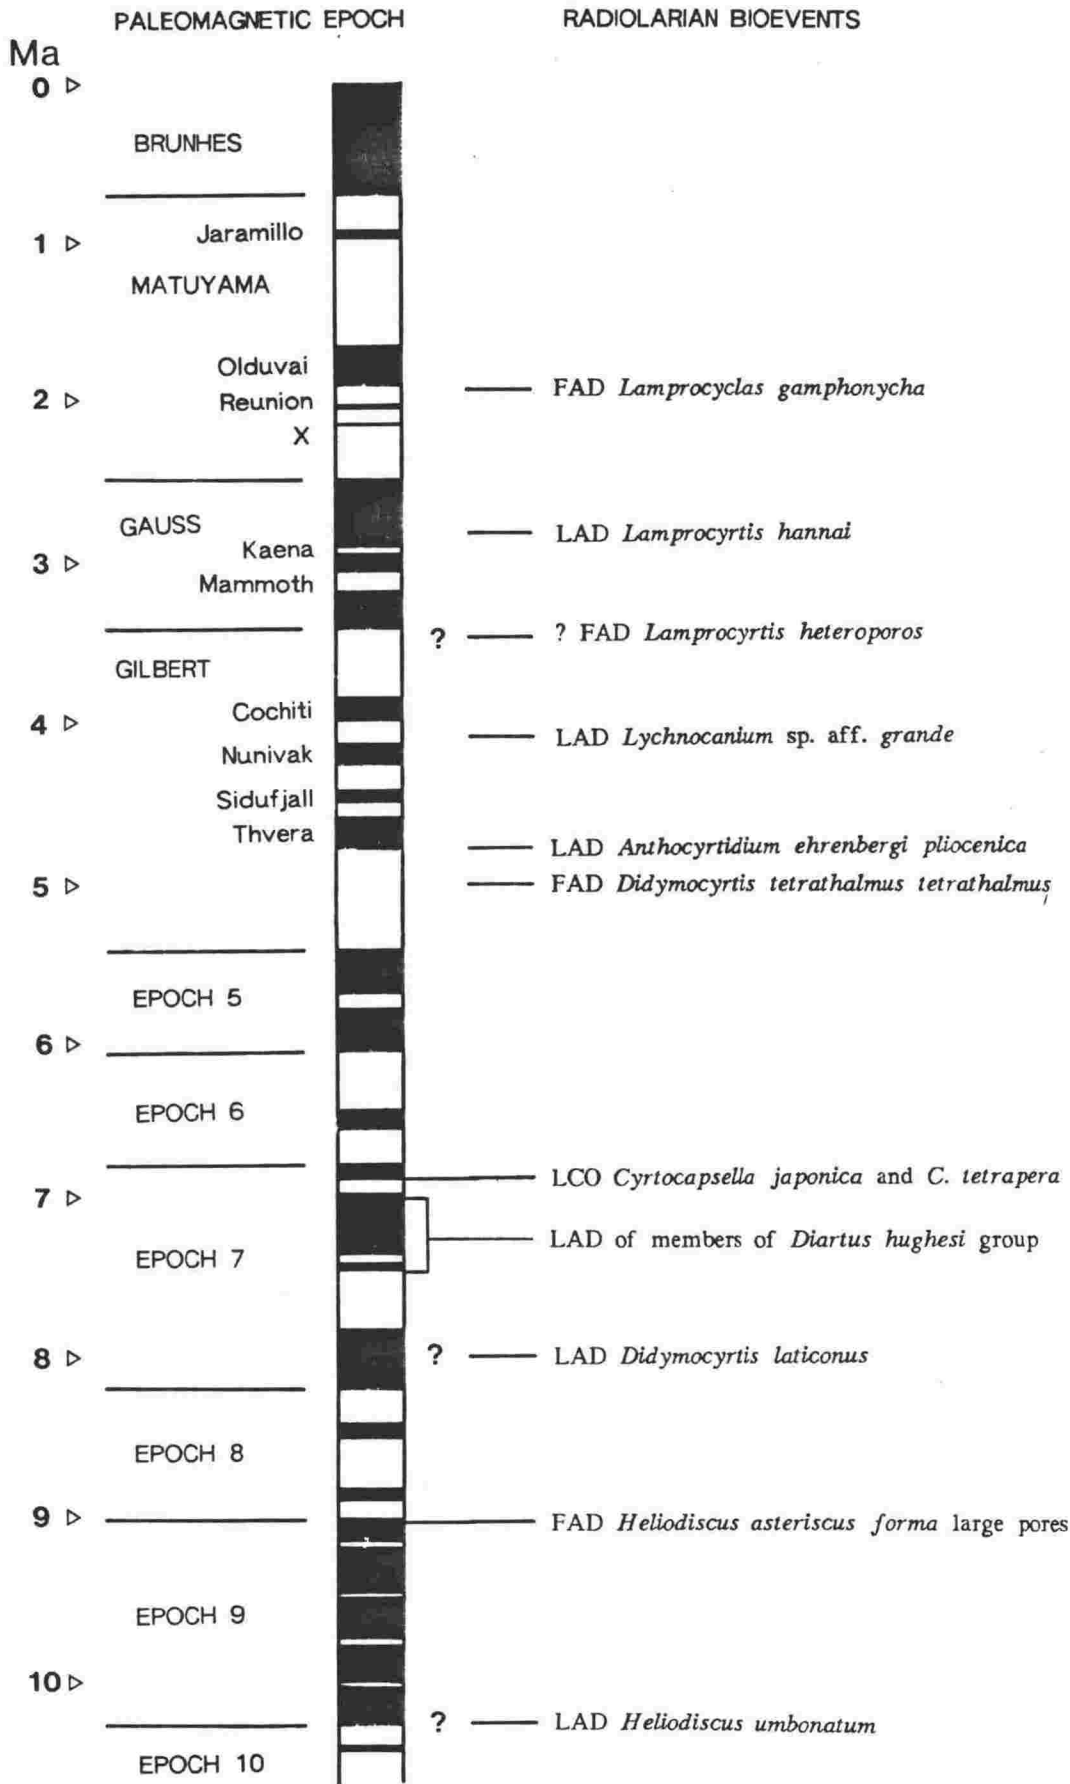 PALEOMAGNETIC EPOCH RADIOLARIAN BIOEVENTS
Ma
0
BRUNHES
Jaramillo
1
MATUYAMA
Olduvai
FAD Lamprocyclas gamphonycha
2 Reunion
X
GAUSS
LAD Lamprocyrtis hannai
Kaena
3
Mammoth
? ? FAD Lamprocyrtis heteroporos
GILBERT
Cochiti
4
LAD Lychnocanium sp. aff. grande
Nunivak
Sidufjall
Thvera
LAD Anthocyrtidium ehrenbergi pliocenica
5 FAD Didymocyrtis tetrathalmus tetrathalmus
EPOCH 5
6
EPOCH 6
LCO Cyrtocapsella japonica and C. tetrapera
7
LAD of members of Diartus hughesi group
EPOCH 7
8 ? LAD Didymocyrtis laticonus
EPOCH 8
9 FAD Heliodiscus asteriscus forma large pores
EPOCH 9
10
? LAD Heliodiscus umbonatum
EPOCH 10